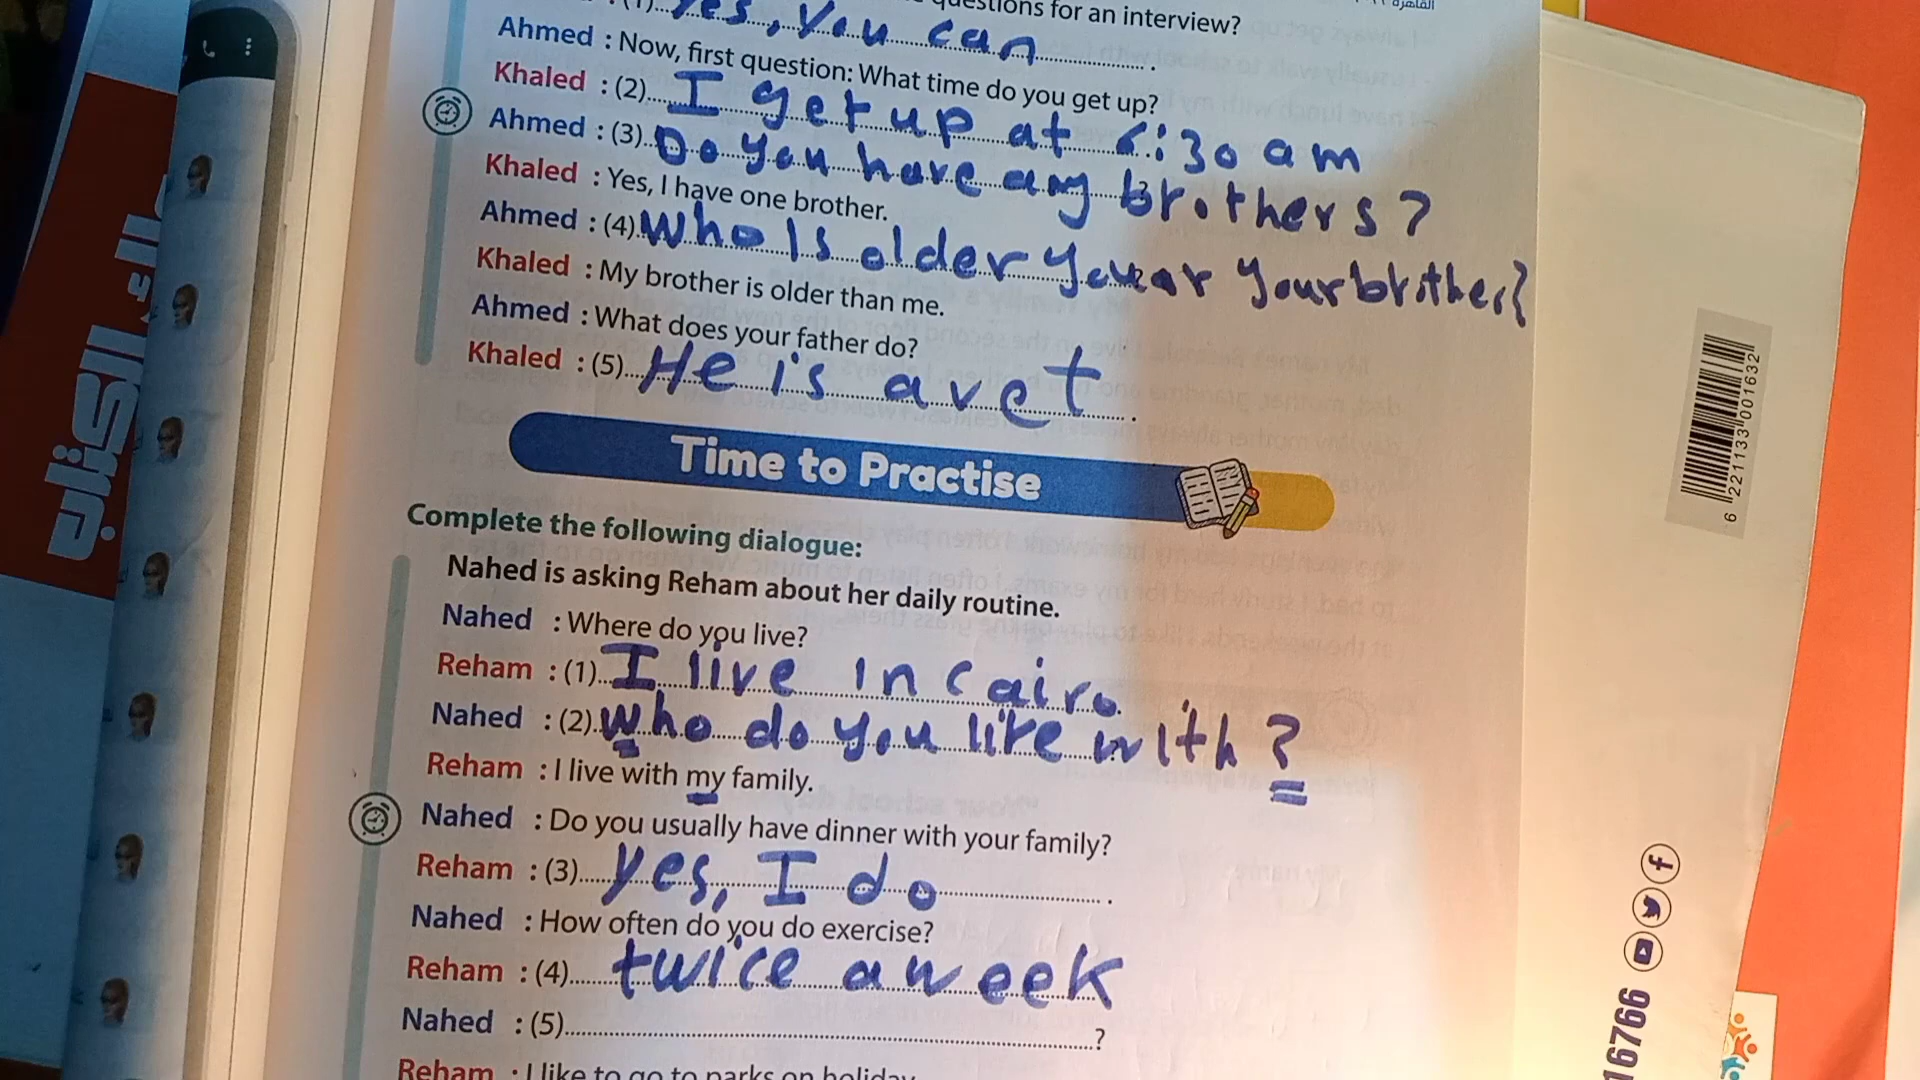 questions for an interview?
(1) Yes, you can
Ahmed : Now, first question: What time do you get up?
Khaled : (2) I get up at 6:30 am
Ahmed : (3) Do you have any brothers?
Khaled : Yes, I have one brother.
Ahmed : (4) Who is older you or your brother?
Khaled : My brother is older than me.
Ahmed : What does your father do?
Khaled : (5) He is a vet.
Time to Practise
Complete the following dialogue:
Nahed is asking Reham about her daily routine.
Nahed : Where do you live?
Reham : (1) I live in Cairo.
Nahed : (2) Who do you live with?
Reham : I live with my family.
Nahed : Do you usually have dinner with your family?
Reham : (3) yes, I do.
Nahed : How often do you do exercise?
Reham : (4) twice a week
Nahed : (5) ?
Reham : I like to go to parks on holiday
6 221133 001632
16766
القاهرة